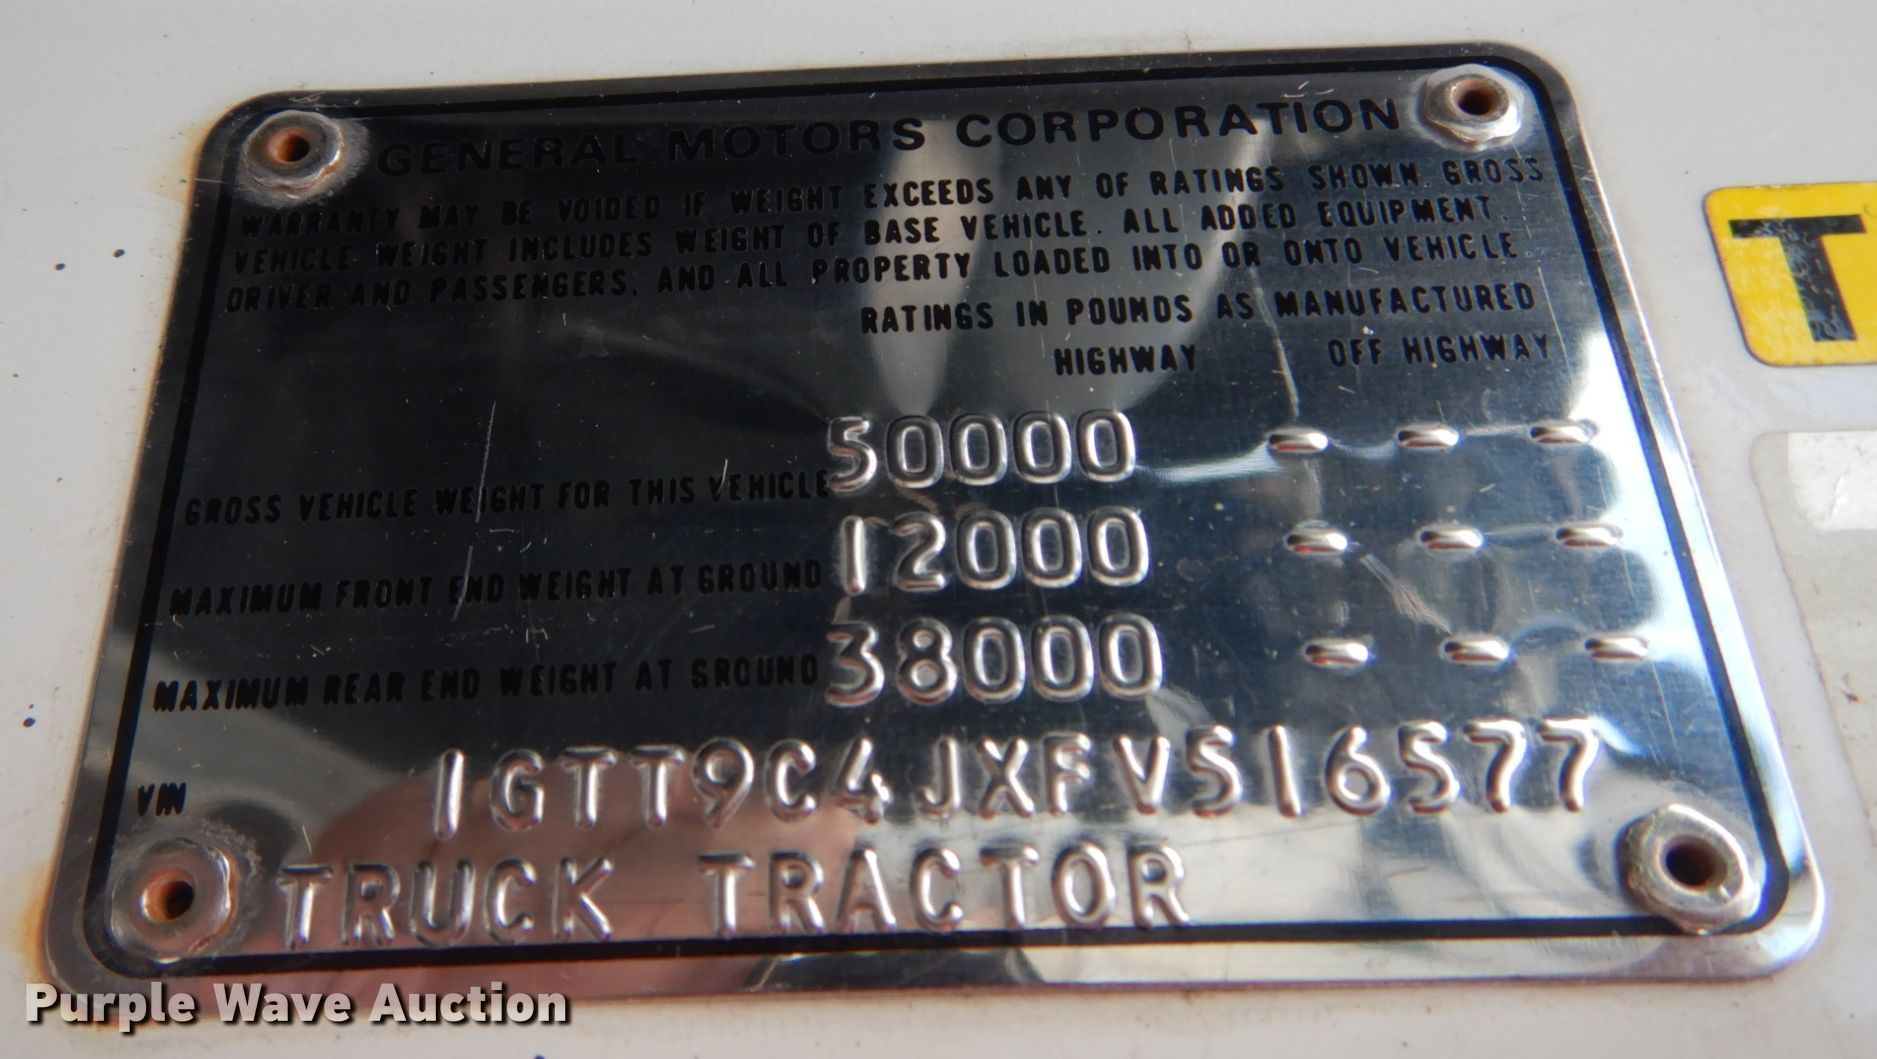 GENERAL MOTORS CORPORATION
WARRANTY MAY BE VOIDED IF WEIGHT EXCEEDS ANY OF RATINGS SHOWN. GROSS
VEHICLE WEIGHT INCLUDES WEIGHT OF BASE VEHICLE. ALL ADDED EQUIPMENT.
DRIVER AND PASSENGERS, AND ALL PROPERTY LOADED INTO OR ONTO VEHICLE.
RATINGS IN POUNDS AS MANUFACTURED
HIGHWAY OFF HIGHWAY
GROSS VEHICLE WEIGHT FOR THIS VEHICLE 50000 - - -
MAXIMUM FRONT END WEIGHT AT GROUND 12000 - - -
MAXIMUM REAR END WEIGHT AT GROUND 38000 - - -
VIN 1GTT9C4JXFV516577
TRUCK TRACTOR
T
Purple Wave Auction